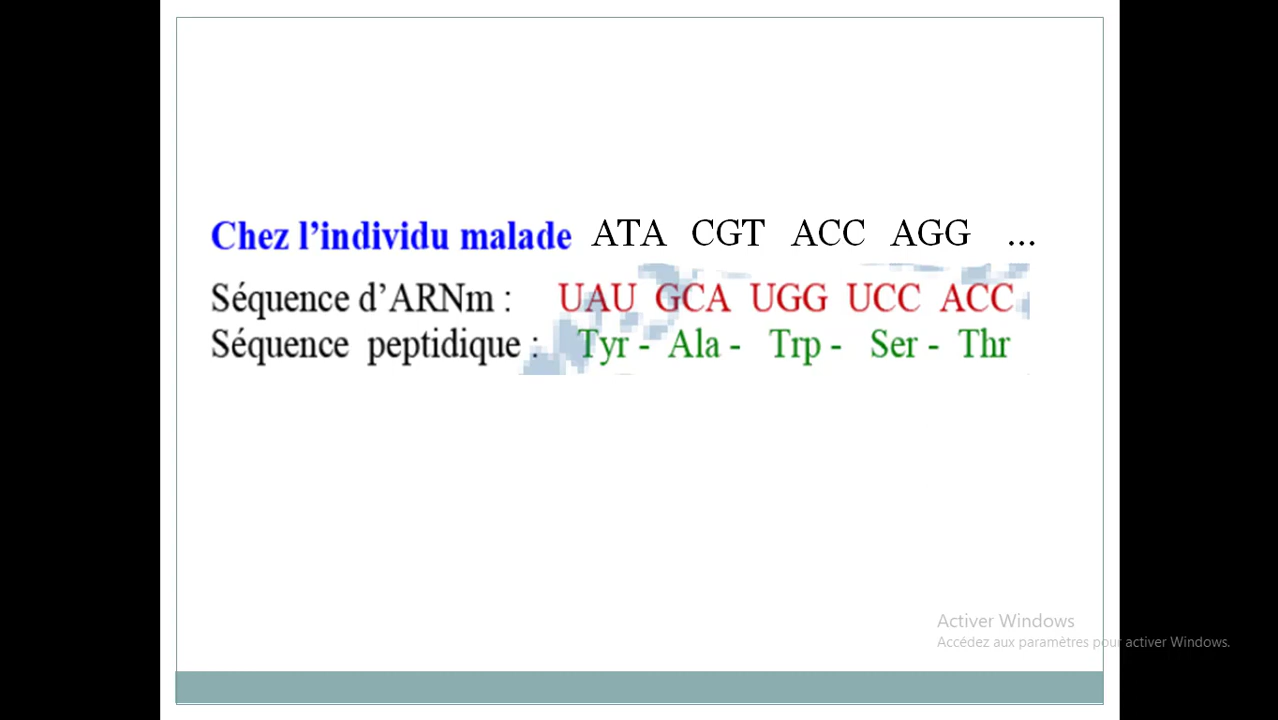 Chez l'individu malade ATA CGT ACC AGG ...
Séquence d'ARNm : UAU GCA UGG UCC ACC
Séquence peptidique : Tyr - Ala - Trp - Ser - Thr
Activer Windows
Accédez aux paramètres pour activer Windows.